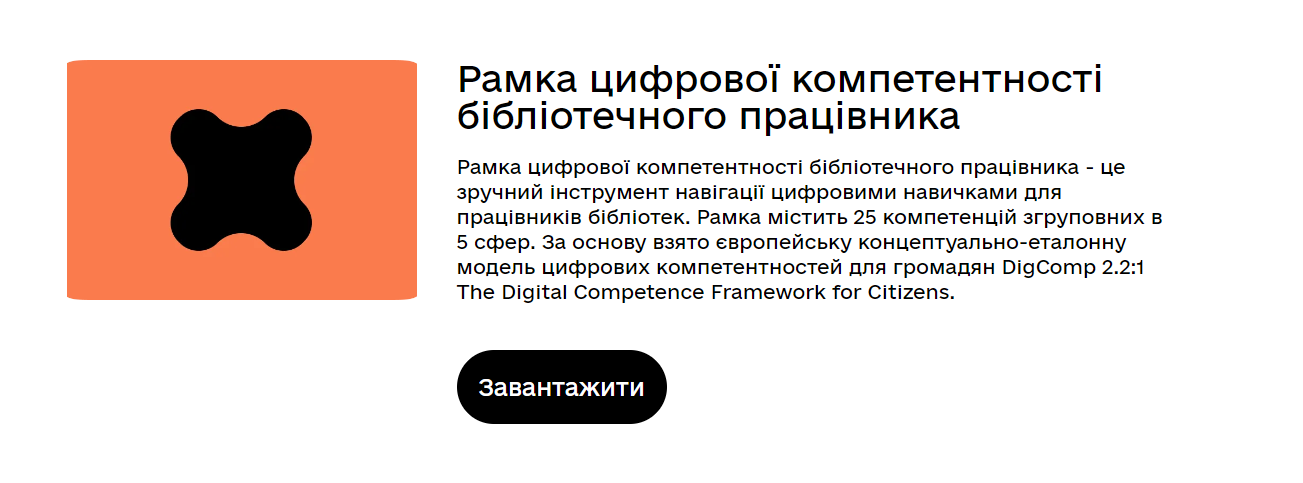 Рамка цифрової компетентності
бібліотечного працівника
Рамка цифрової компетентності бібліотечного працівника - це
зручний інструмент навігації цифровими навичками для
працівників бібліотек. Рамка містить 25 компетенцій згруповних в
5 сфер. За основу взято європейську концептуально-еталонну
модель цифрових компетентностей для громадян DigComp 2.2:1
The Digital Competence Framework for Citizens.
Завантажити